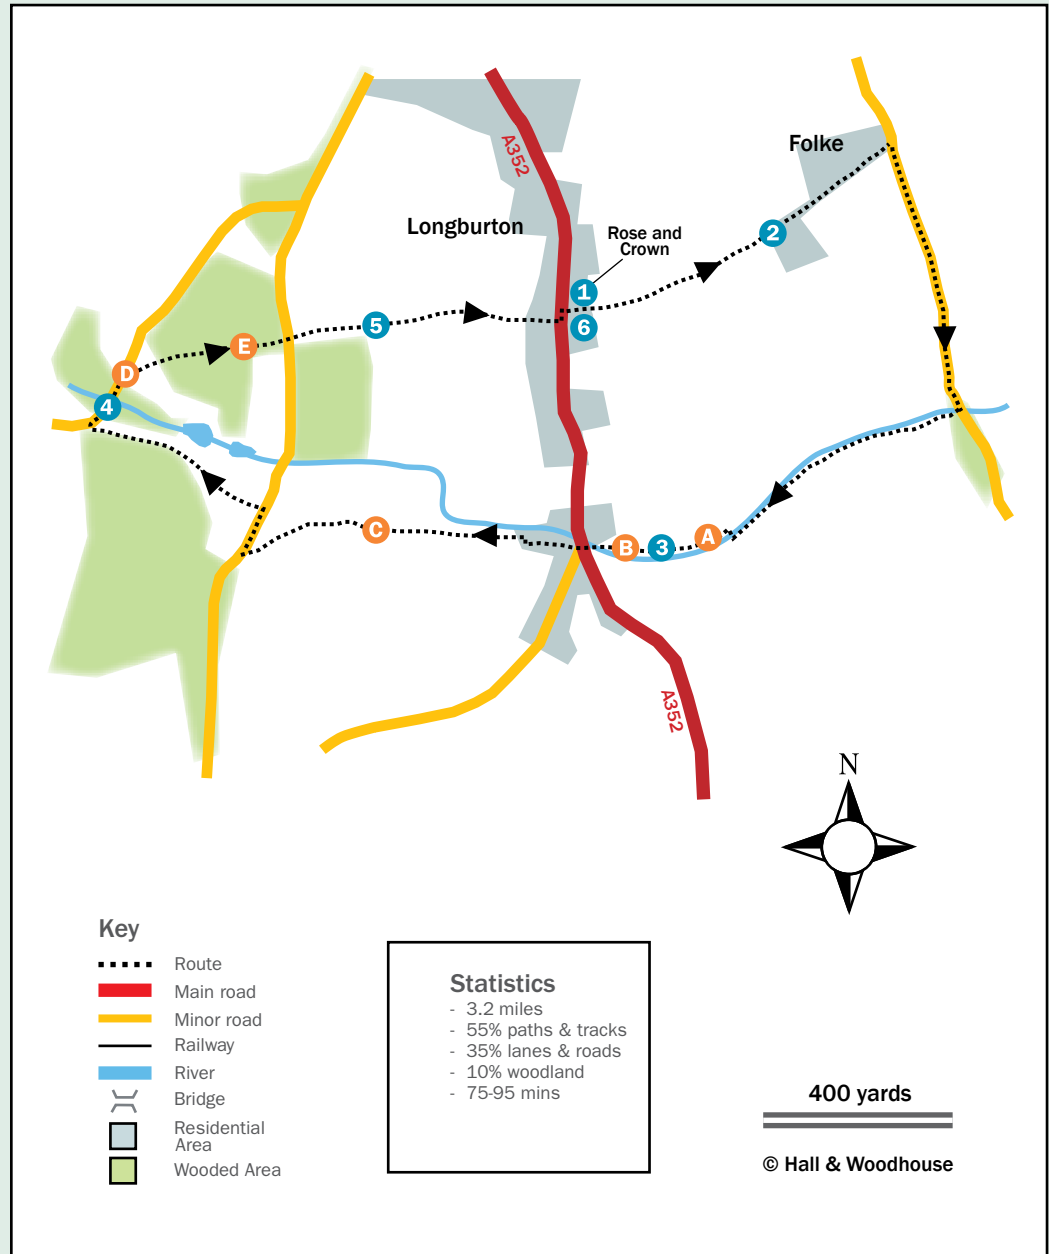 A352
Folke
Longburton
Rose and
Crown
2
1
5
6
E
D
4
C
B
3
A
A352
N
Key
Route
Main road
Minor road
Railway
River
Bridge
Residential
Area
Wooded Area
Statistics
- 3.2 miles
- 55% paths & tracks
- 35% lanes & roads
- 10% woodland
- 75-95 mins
400 yards
© Hall & Woodhouse